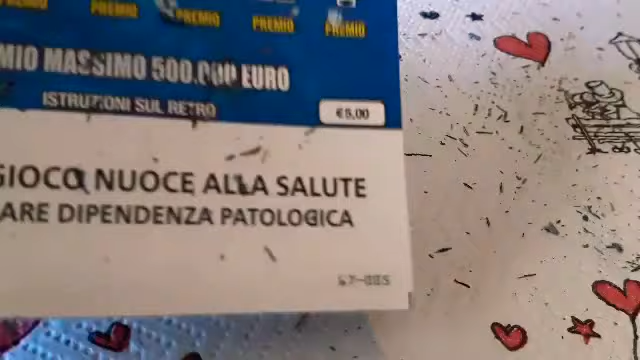 PREMIO PREMIO PREMIO PREMIO
MIO MASSIMO 500.000 EURO
ISTRUZIONI SUL RETRO
€5,00
GIOCO NUOCE ALLA SALUTE
ARE DIPENDENZA PATOLOGICA